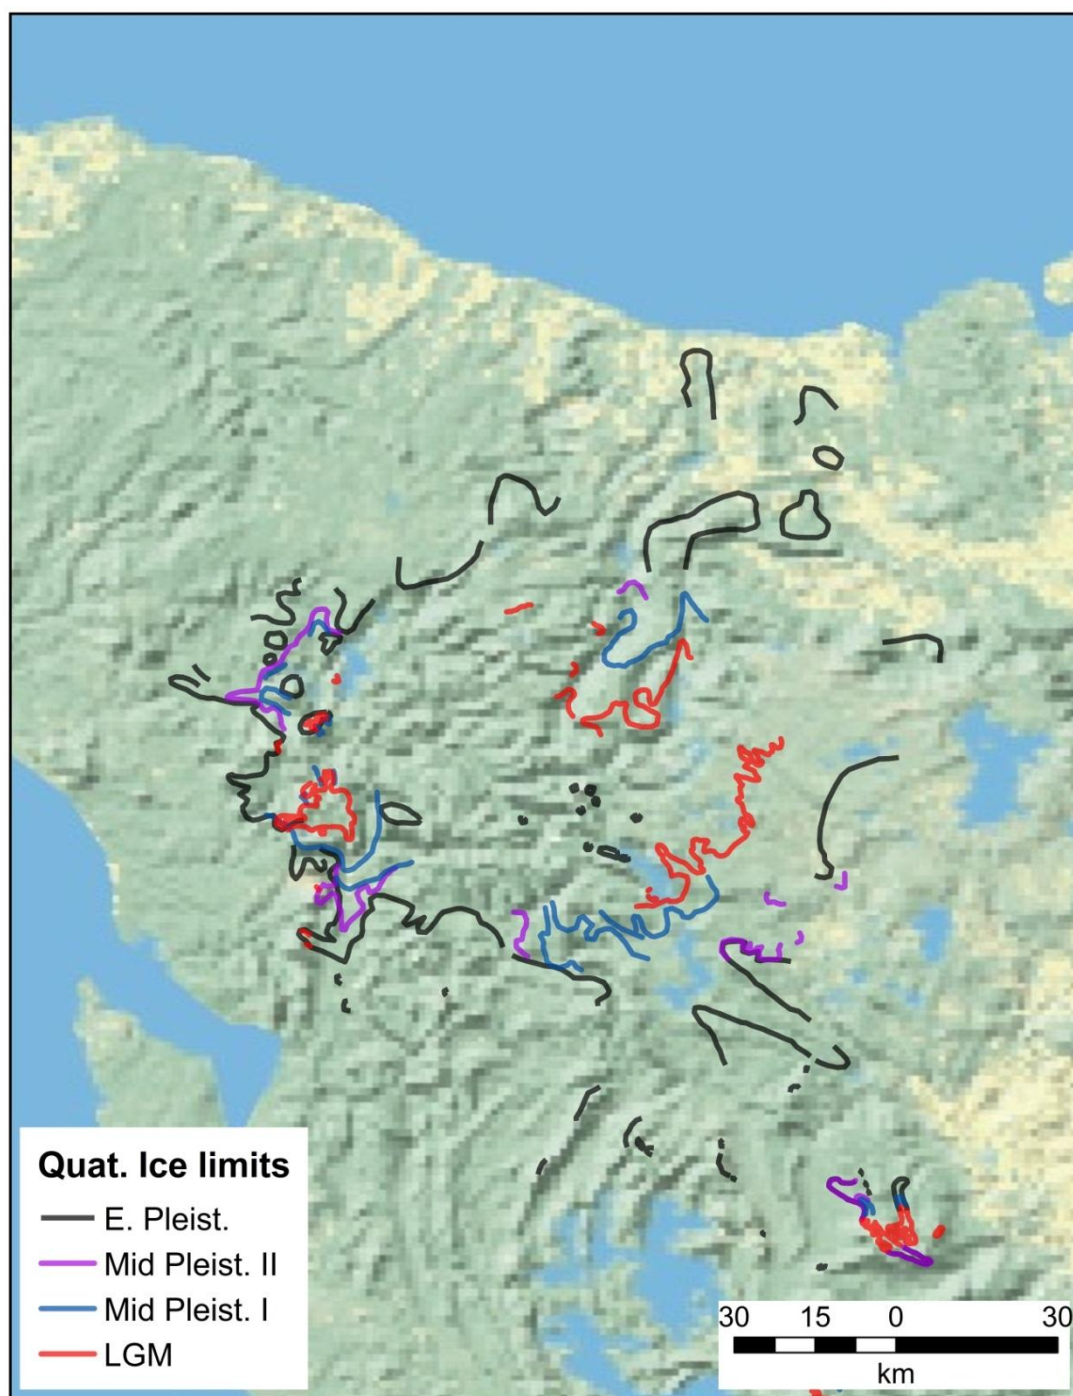 Quat. Ice limits
E. Pleist.
Mid Pleist. II
Mid Pleist. I
LGM
30 15 0 30
km